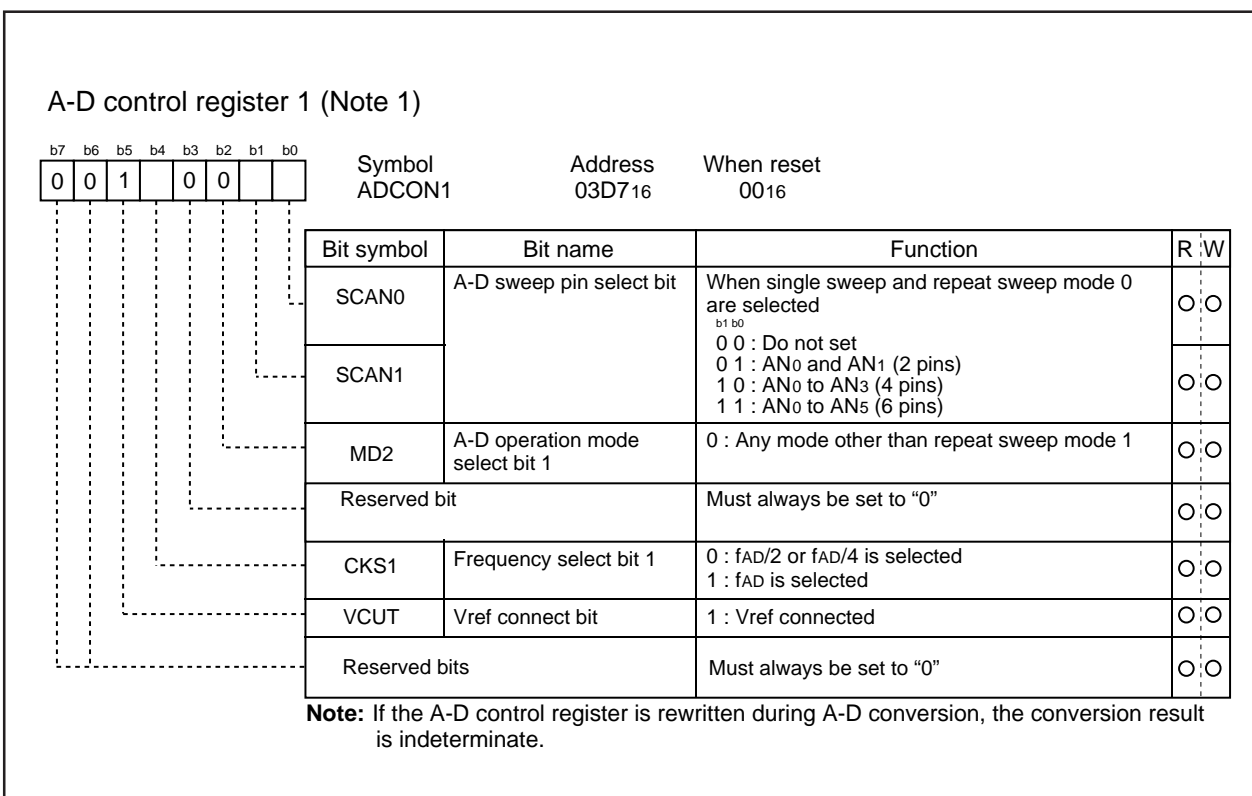 A-D control register 1 (Note 1)
b7 b6 b5 b4 b3 b2 b1 b0
0 0 1 0 0
Symbol Address When reset
ADCON1 03D716 0016
Bit symbol Bit name Function R W
SCAN0 A-D sweep pin select bit When single sweep and repeat sweep mode 0
are selected
b1 b0
0 0 : Do not set
0 1 : AN0 and AN1 (2 pins)
SCAN1
1 0 : AN0 to AN3 (4 pins)
1 1 : AN0 to AN5 (6 pins)
MD2 A-D operation mode
select bit 1 0 : Any mode other than repeat sweep mode 1
Reserved bit Must always be set to “0”
CKS1 Frequency select bit 1 0 : fAD/2 or fAD/4 is selected
1 : fAD is selected
VCUT Vref connect bit 1 : Vref connected
Reserved bits Must always be set to “0”
Note: If the A-D control register is rewritten during A-D conversion, the conversion result
is indeterminate.